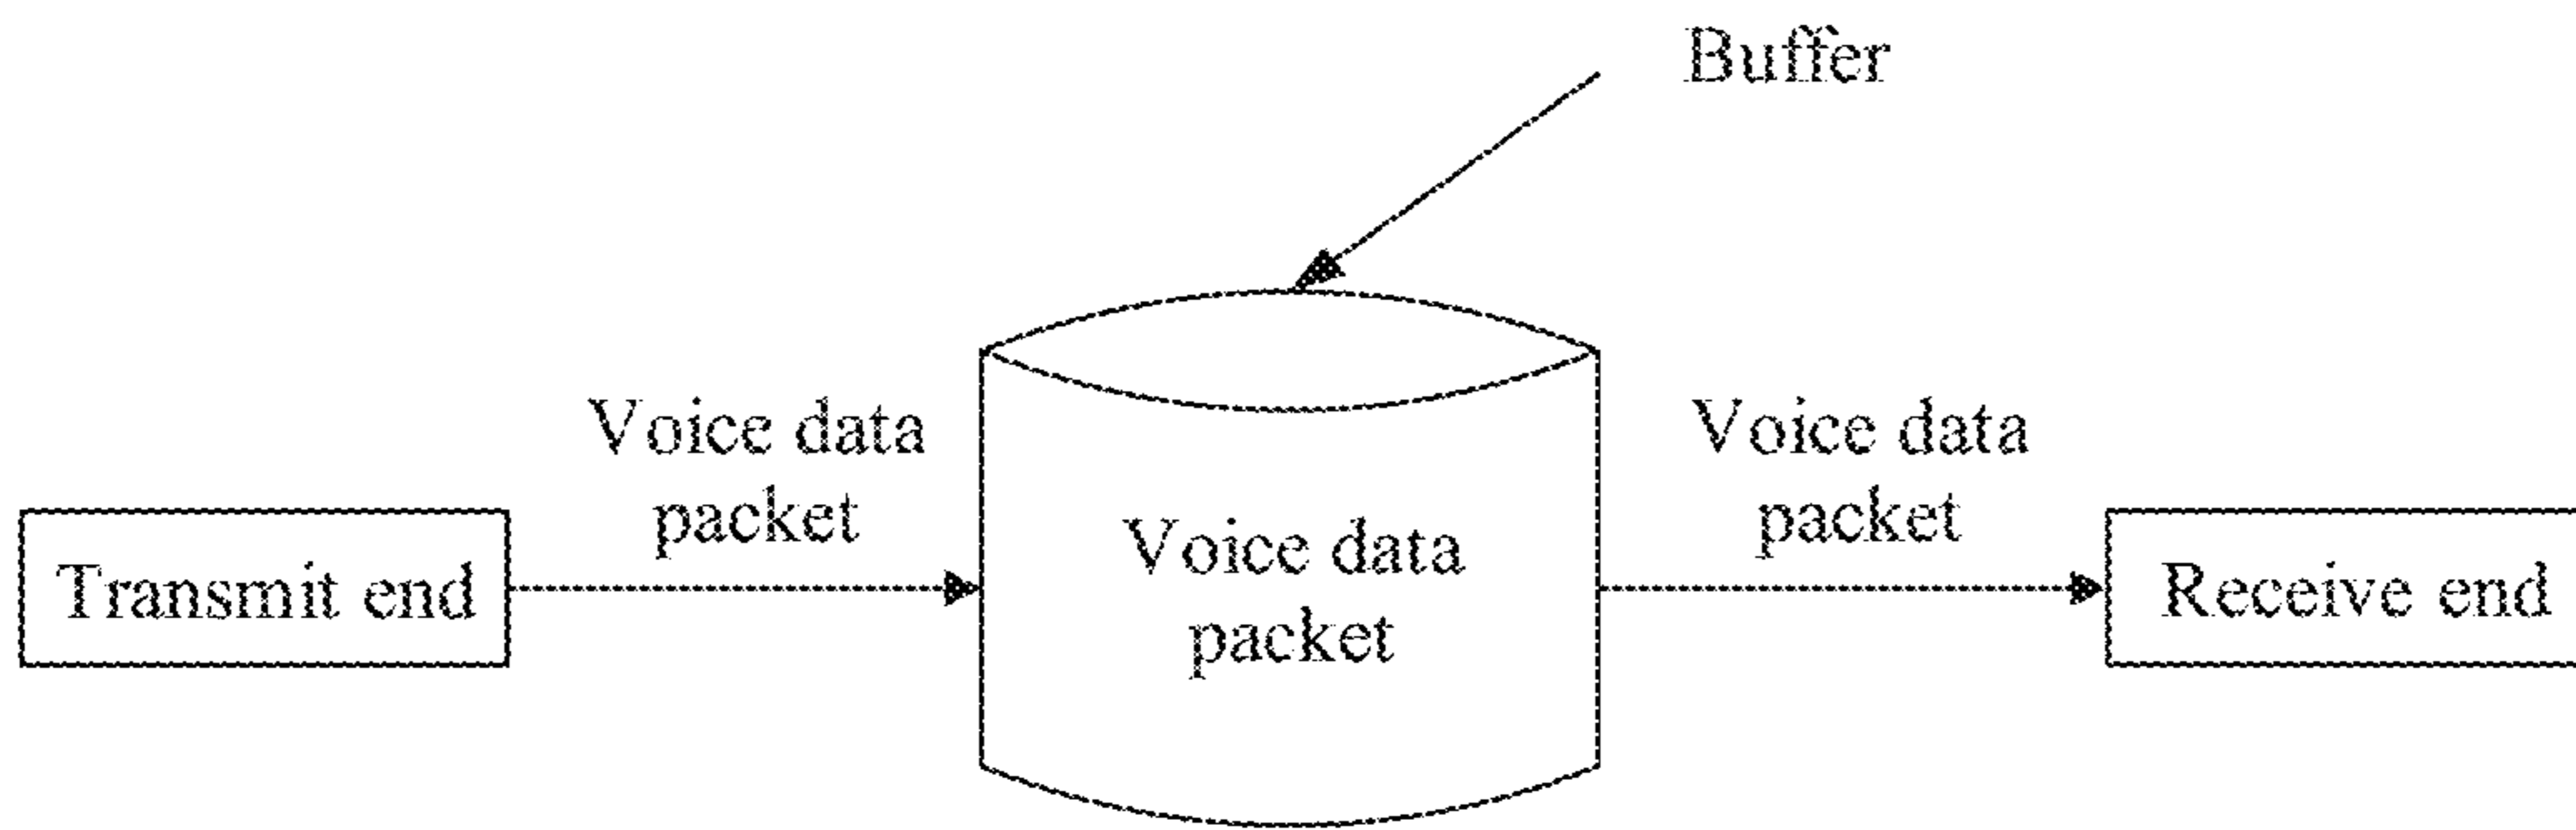 Buffer
Voice data
packet
Voice data
packet
Transmit end
Voice data
packet
Receive end